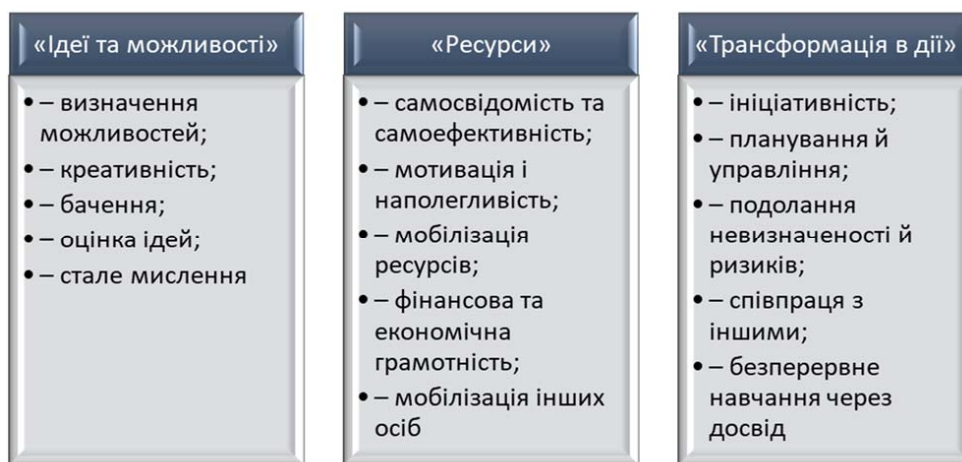 «Ідеї та можливості»
• – визначення
можливостей;
• – креативність;
• – бачення;
• – оцінка ідей;
• – стале мислення
«Ресурси»
• – самосвідомість та
самоефективність;
• – мотивація і
наполегливість;
• – мобілізація
ресурсів;
• – фінансова та
економічна
грамотність;
• – мобілізація інших
осіб
«Трансформація в дії»
• – ініціативність;
• – планування й
управління;
• – подолання
невизначеності й
ризиків;
• – співпраця з
іншими;
• – безперервне
навчання через
досвід